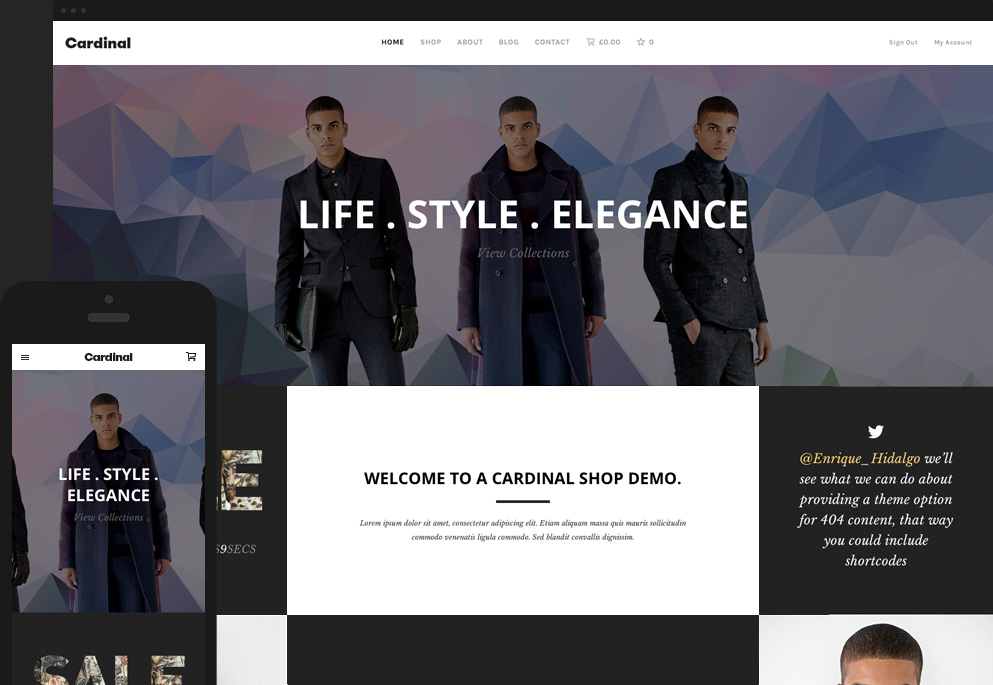 Cardinal
HOME SHOP ABOUT BLOG CONTACT £0.00 0
Sign Out My Account
LIFE . STYLE . ELEGANCE
View Collections
Cardinal
LIFE . STYLE .
ELEGANCE
View Collections
SALE
E
9SECS
WELCOME TO A CARDINAL SHOP DEMO.
Lorem ipsum dolor sit amet, consectetur adipiscing elit. Etiam aliquam massa quis mauris sollicitudin
commodo venenatis ligula commodo. Sed blandit convallis dignissim.
@Enrique_Hidalgo we'll
see what we can do about
providing a theme option
for 404 content, that way
you could include
shortcodes